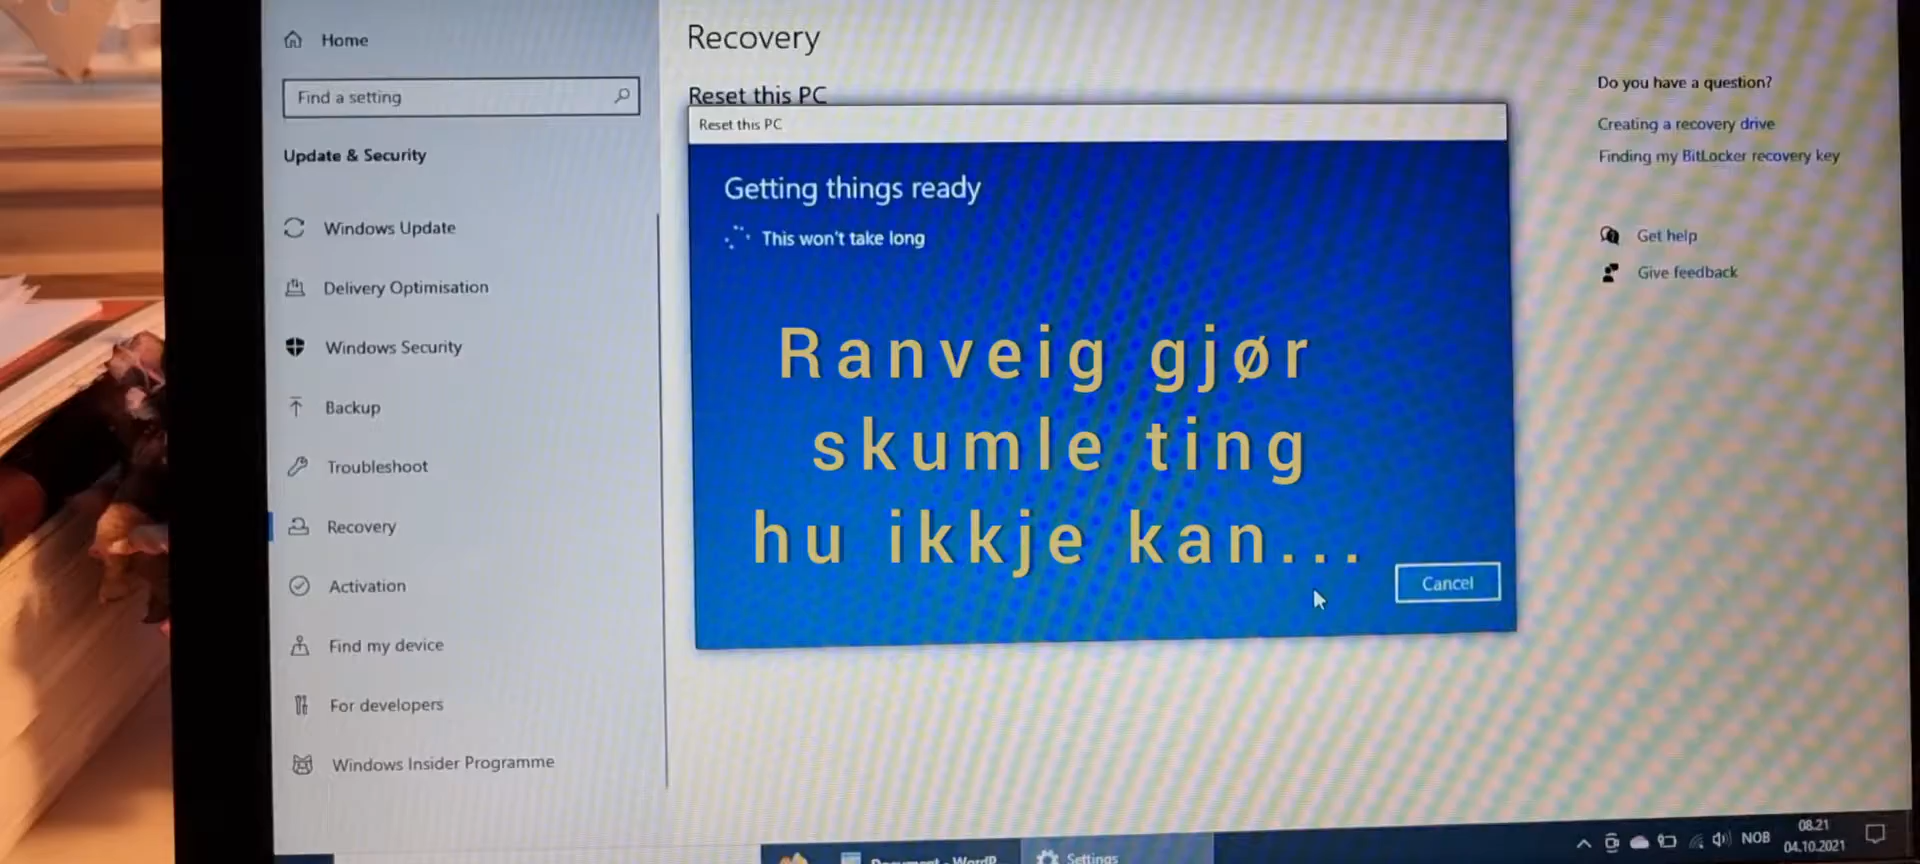 Home
Find a setting
Update & Security
Windows Update
Delivery Optimisation
Windows Security
Backup
Troubleshoot
Recovery
Activation
Find my device
For developers
Windows Insider Programme
Recovery
Reset this PC
Reset this PC
Getting things ready
This won't take long
Ranveig gjør
skumle ting
hu ikkje kan...
Cancel
Do you have a question?
Creating a recovery drive
Finding my BitLocker recovery key
Get help
Give feedback
Document - WordP
Settings
NOB
08.21
04.10.2021